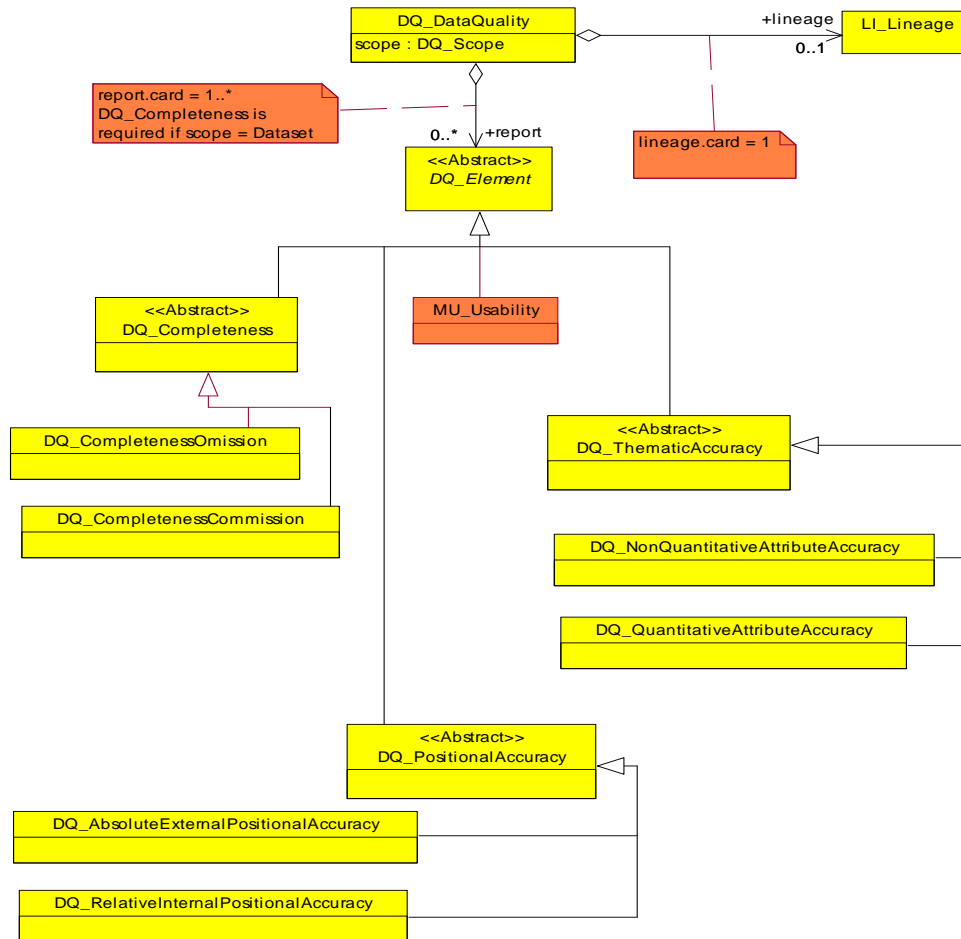 DQ_DataQuality
scope : DQ_Scope
+lineage
0..1
LI_Lineage
report.card = 1..*
DQ_Completeness is
required if scope = Dataset
0..*
+report
lineage.card = 1
<<Abstract>>
DQ_Element
<<Abstract>>
DQ_Completeness
MU_Usability
DQ_CompletenessOmission
<<Abstract>>
DQ_ThematicAccuracy
DQ_CompletenessCommission
DQ_NonQuantitativeAttributeAccuracy
DQ_QuantitativeAttributeAccuracy
<<Abstract>>
DQ_PositionalAccuracy
DQ_AbsoluteExternalPositionalAccuracy
DQ_RelativeInternalPositionalAccuracy